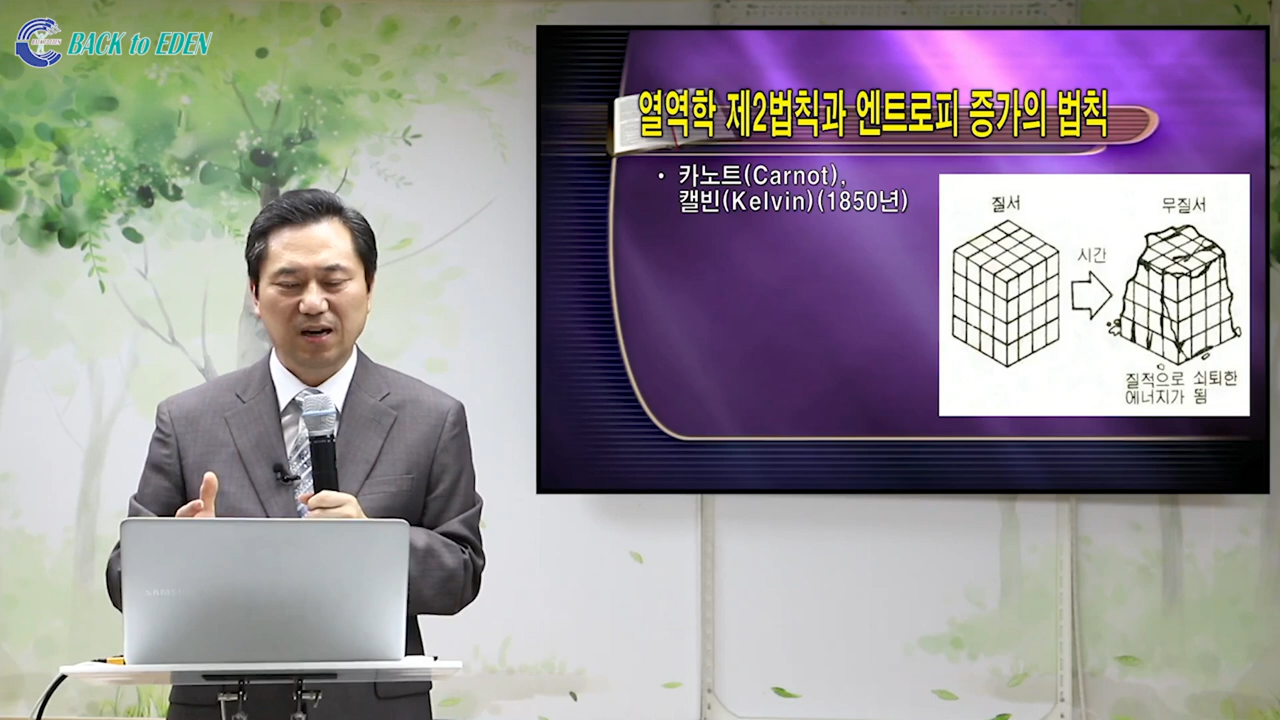 BACK to EDEN
열역학 제2법칙과 엔트로피 증가의 법칙
• 카노트(Carnot),
캘빈(Kelvin)(1850년)
질서
무질서
시간
질적으로 쇠퇴한
에너지가 됨
SAMSUNG